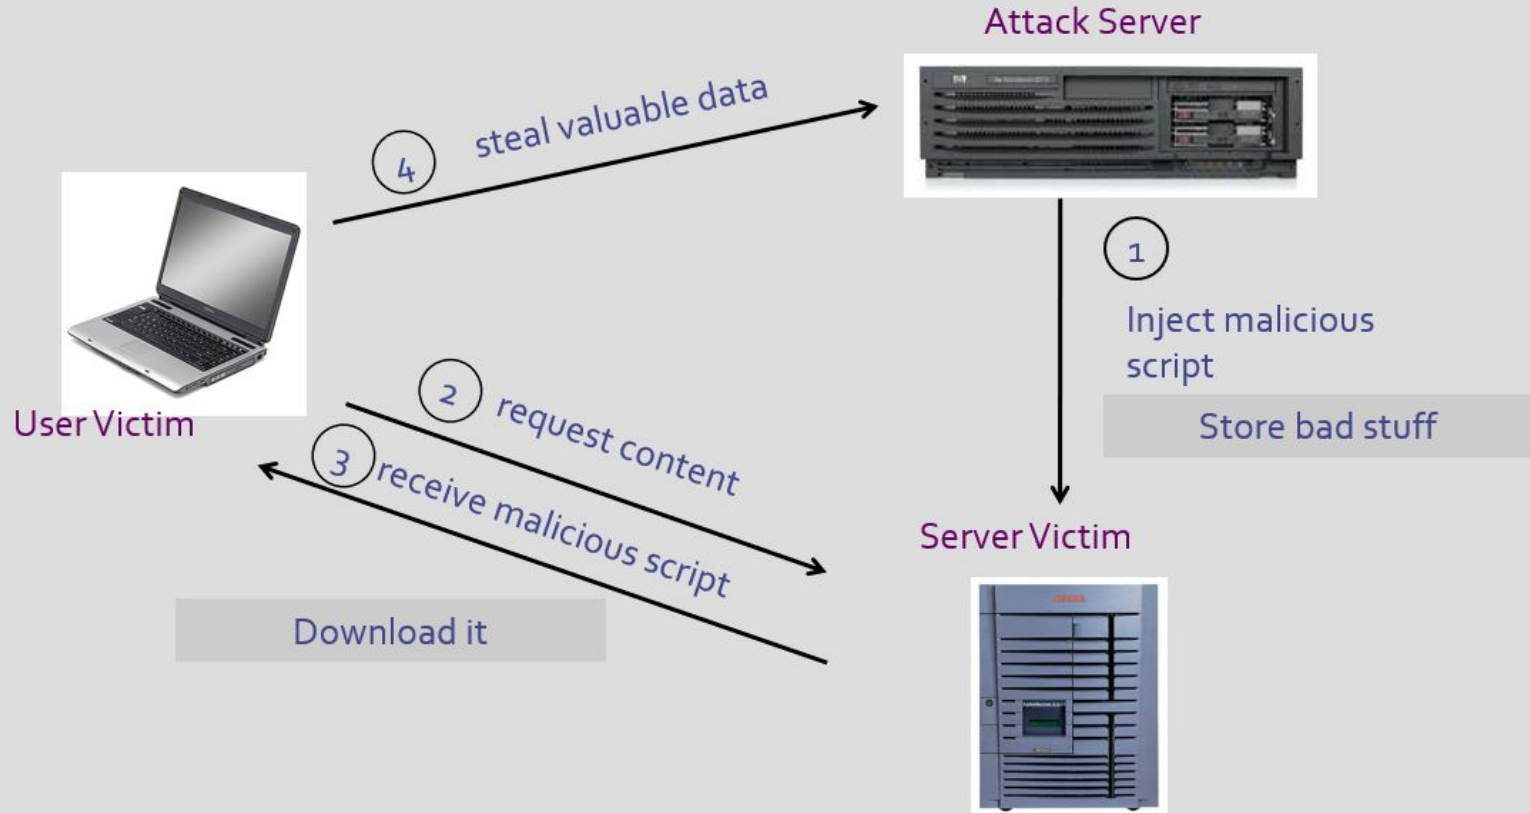 Attack Server
4
steal valuable data
1
Inject malicious
script
Store bad stuff
User Victim
2
request content
3
receive malicious script
Download it
Server Victim